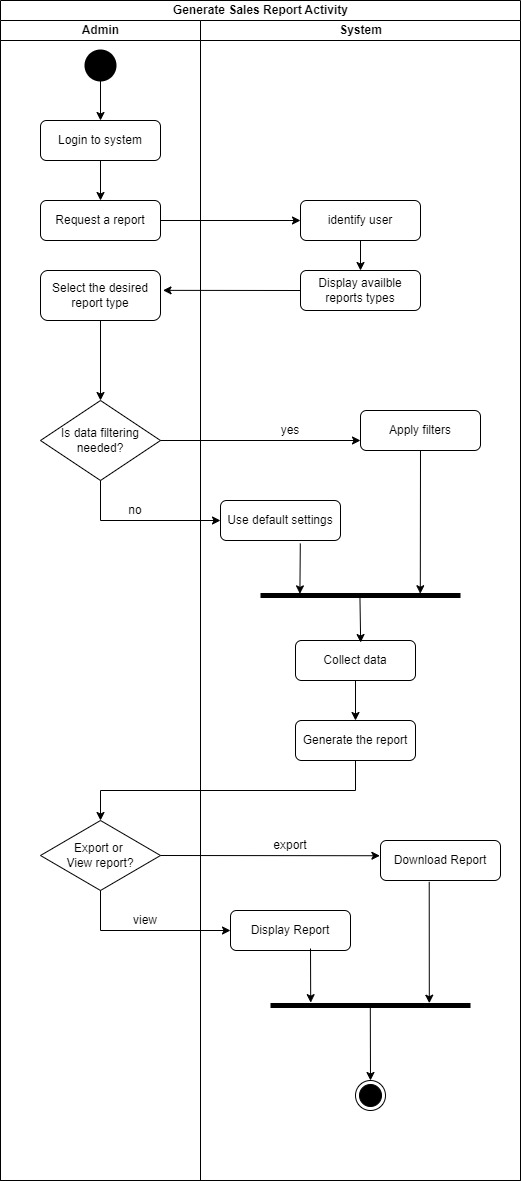 Generate Sales Report Activity
Admin
System
Login to system
Request a report
identify user
Select the desired
report type
Display availble
reports types
Is data filtering
needed?
yes
Apply filters
no
Use default settings
Collect data
Generate the report
Export or
View report?
export
Download Report
view
Display Report